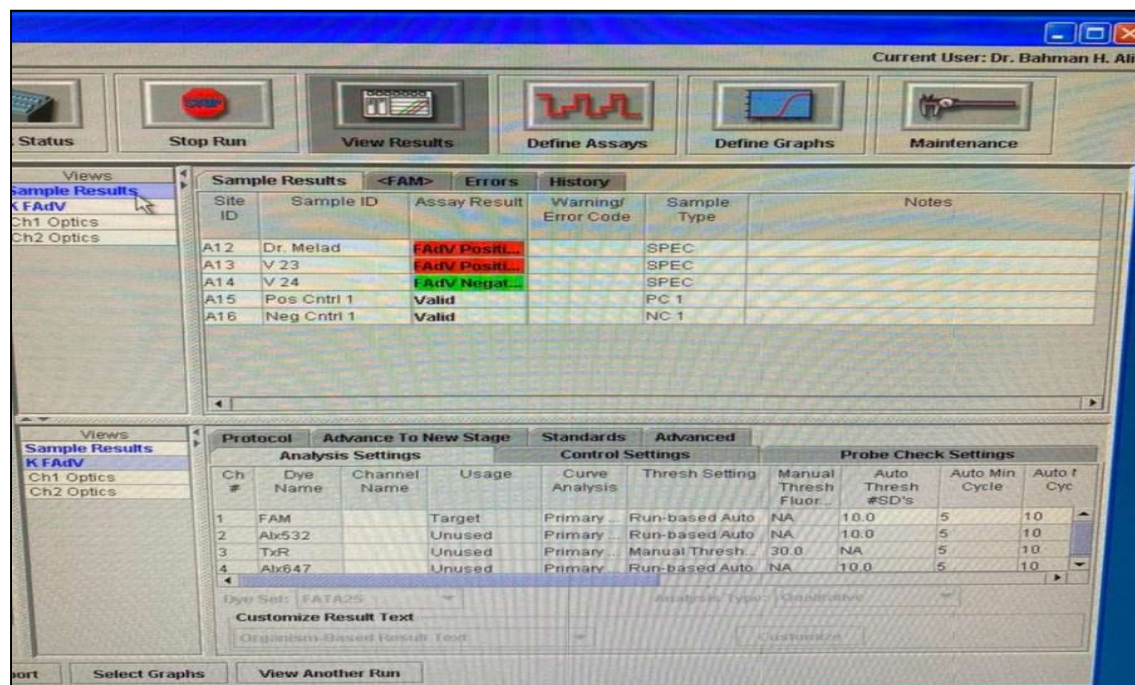 Current User: Dr. Bahman H. Ali
Status Stop Run View Results Define Assays Define Graphs Maintenance
Views
Sample Results
K FAdV
Ch1 Optics
Ch2 Optics
Sample Results <FAM> Errors History
Site ID Sample ID Assay Result Warning/ Error Code Sample Type Notes
A12 Dr. Melad FAdV Positi... SPEC
A13 V 23 FAdV Positi... SPEC
A14 V 24 FAdV Negat... SPEC
A15 Pos Cntrl 1 Valid PC 1
A16 Neg Cntrl 1 Valid NC 1
Views
Sample Results
K FAdV
Ch1 Optics
Ch2 Optics
Protocol Advance To New Stage Standards Advanced
Analysis Settings Control Settings Probe Check Settings
Ch # Dye Name Channel Name Usage Curve Analysis Thresh Setting Manual Thresh Fluor... Auto Thresh #SD's Auto Min Cycle Auto
1 FAM Target Primary ... Run-based Auto NA 10.0 5 10
2 Alx532 Unused Primary ... Run-based Auto NA 10.0 5 10
3 TxR Unused Primary ... Manual Thresh... 30.0 NA 5 10
4 Alx647 Unused Primary ... Run-based Auto NA 10.0 5 10
Dye Set: FATA25 Analysis Type: Qualitative
Customize Result Text
Organism-Based Result Text Customize
ort Select Graphs View Another Run